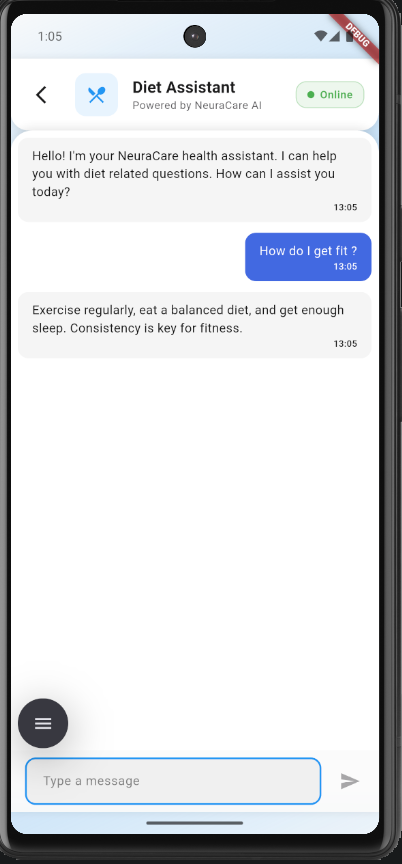 1:05
DEBUG
Diet Assistant
Powered by NeuraCare AI
Online
Hello! I'm your NeuraCare health assistant. I can help
you with diet related questions. How can I assist you
today?
13:05
How do I get fit ?
13:05
Exercise regularly, eat a balanced diet, and get enough
sleep. Consistency is key for fitness.
13:05
Type a message